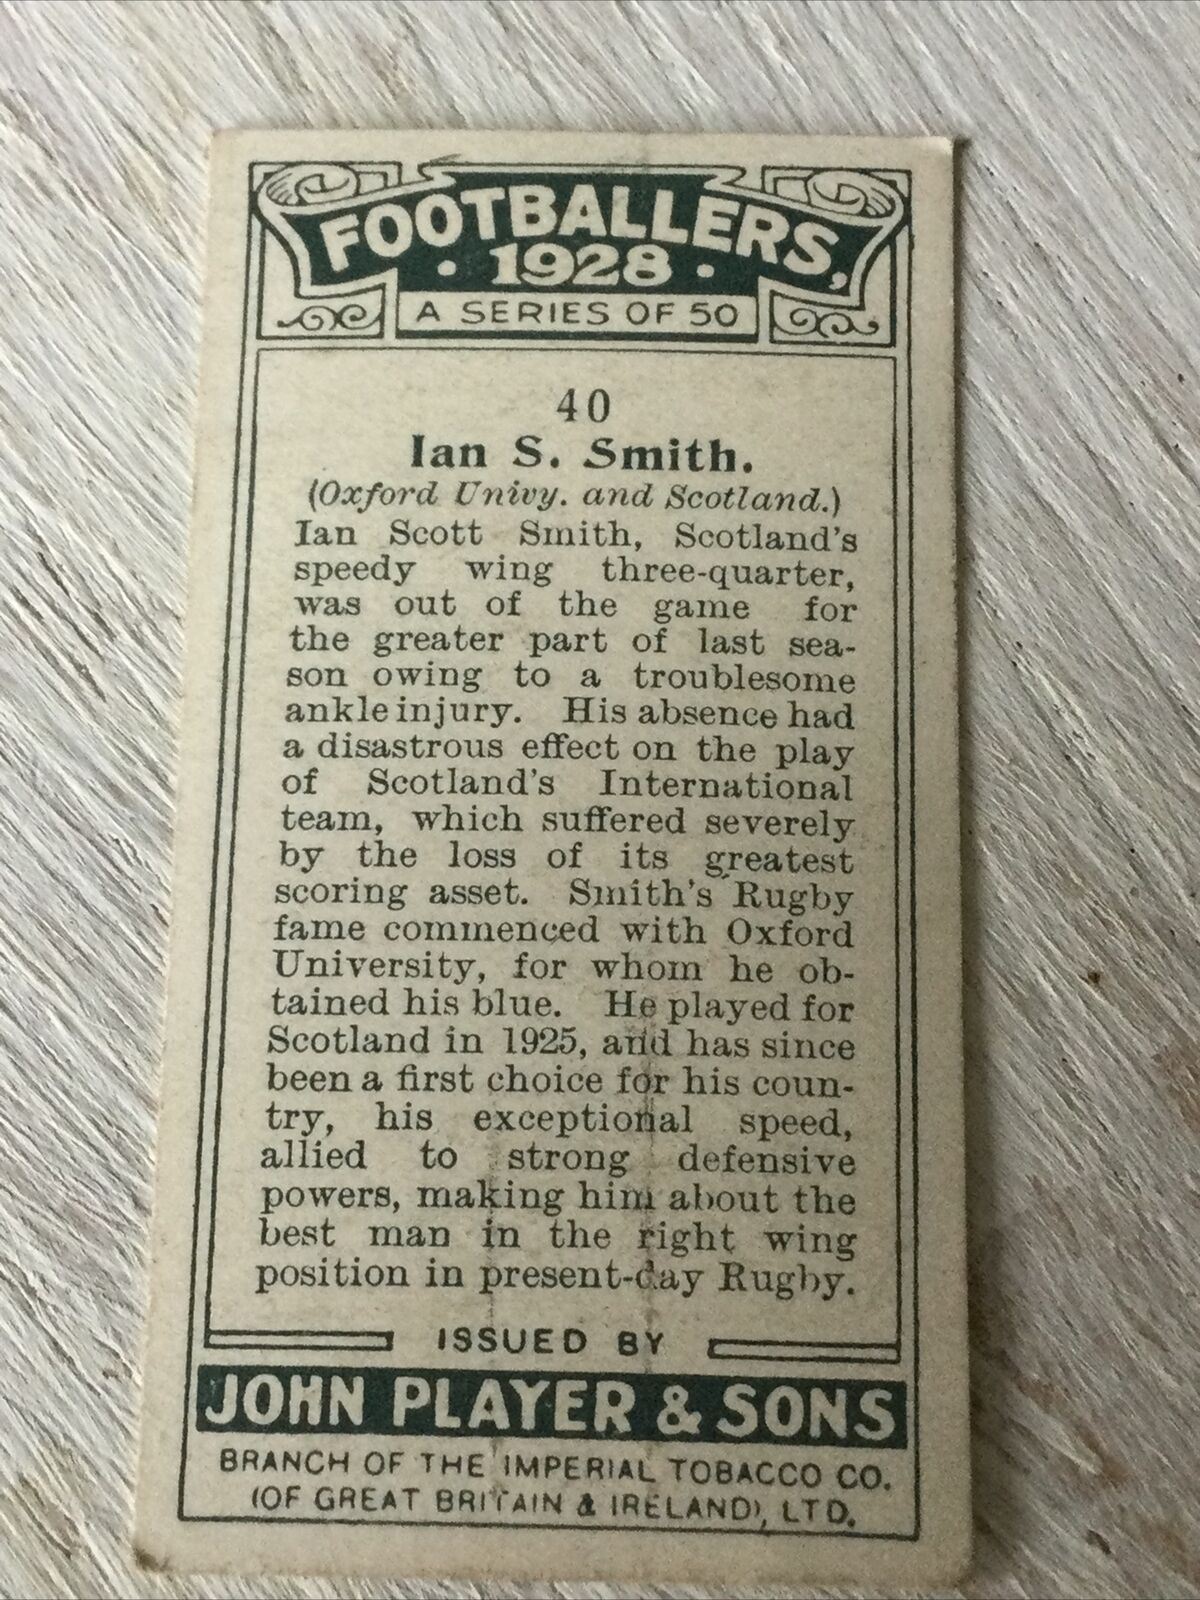 FOOTBALLERS,
· 1928 ·
A SERIES OF 50
40
Ian S. Smith.
(Oxford Univy. and Scotland.)
Ian Scott Smith, Scotland's
speedy wing three-quarter,
was out of the game for
the greater part of last sea-
son owing to a troublesome
ankle injury. His absence had
a disastrous effect on the play
of Scotland's International
team, which suffered severely
by the loss of its greatest
scoring asset. Smith's Rugby
fame commenced with Oxford
University, for whom he ob-
tained his blue. He played for
Scotland in 1925, and has since
been a first choice for his coun-
try, his exceptional speed,
allied to strong defensive
powers, making him about the
best man in the right wing
position in present-day Rugby.
ISSUED BY
JOHN PLAYER & SONS
BRANCH OF THE IMPERIAL TOBACCO CO.
(OF GREAT BRITAIN & IRELAND), LTD.